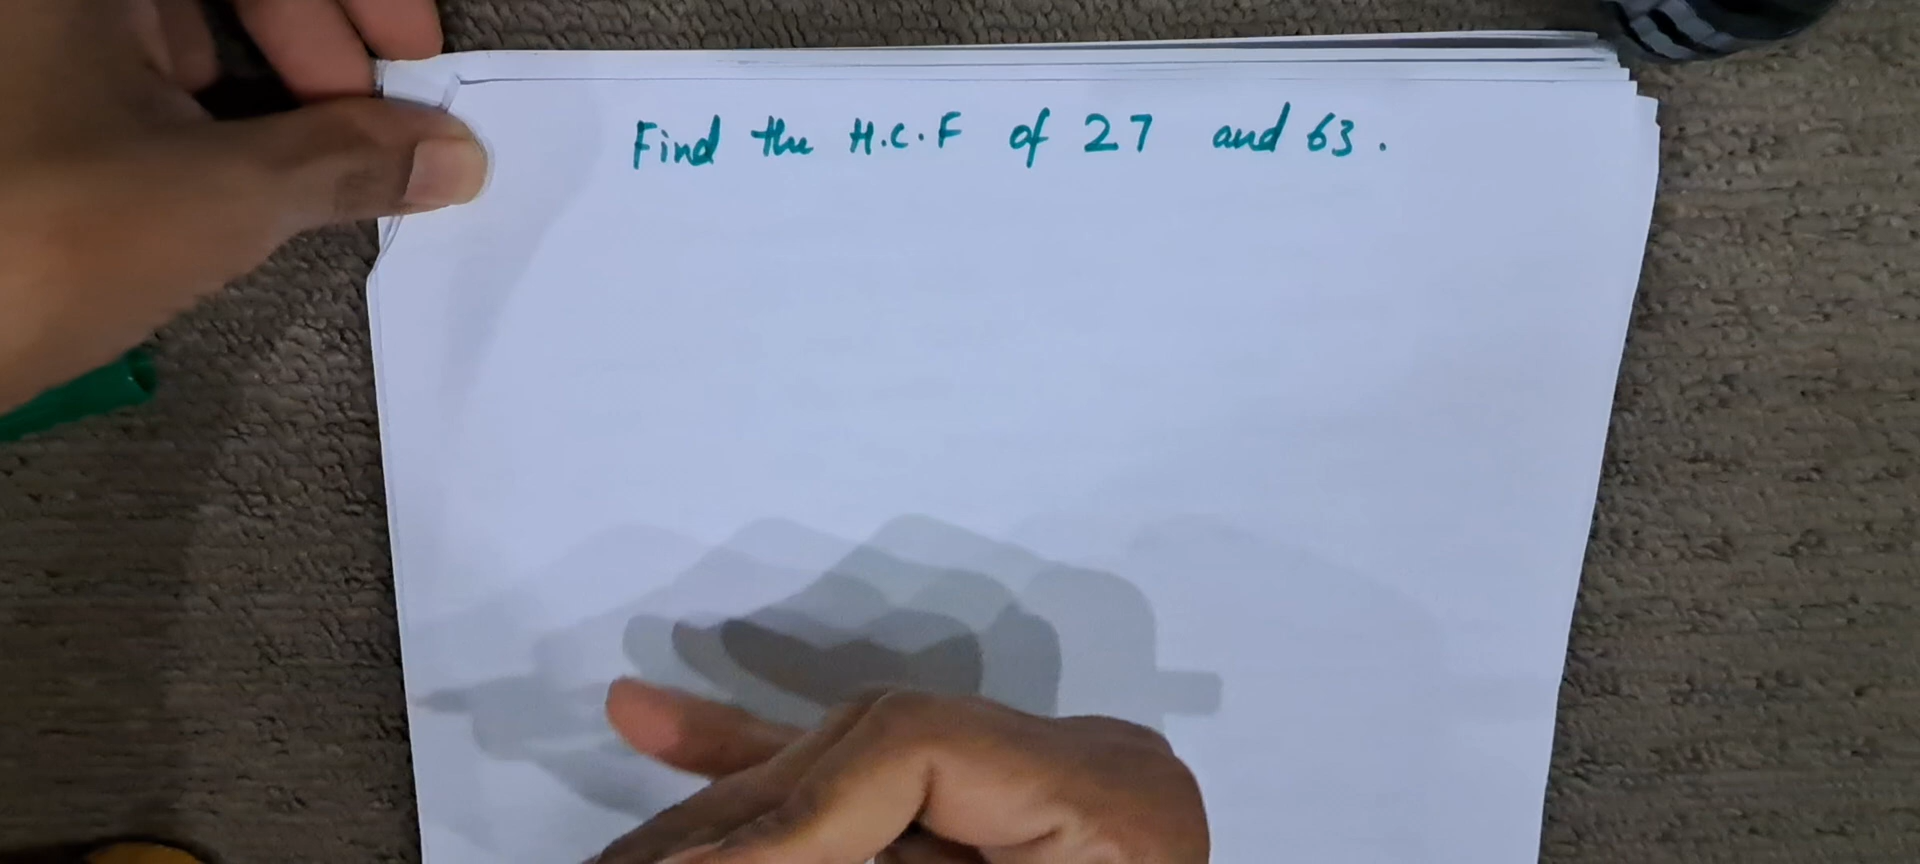 Find the H.C.F of 27 and 63.